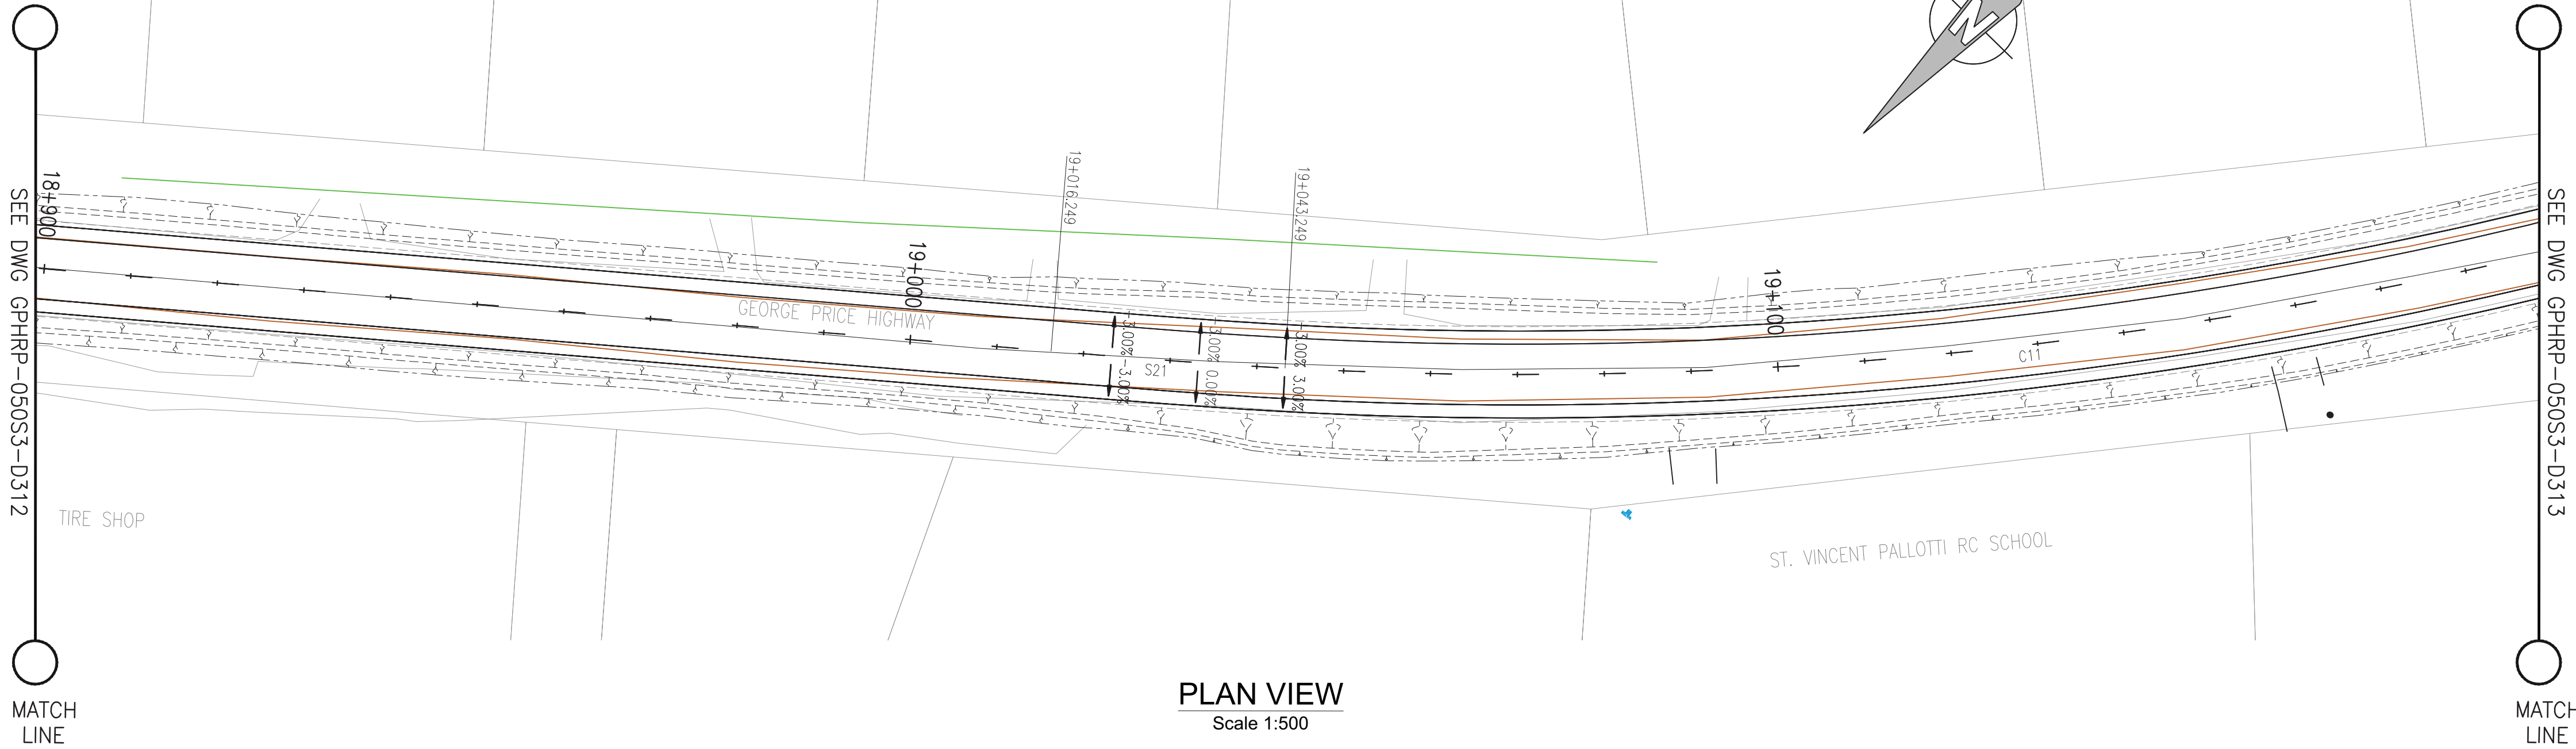 N
SEE DWG GPHRP-050S3-D312
18+900
19+000
19+016.249
19+043.249
19+100
GEORGE PRICE HIGHWAY
-3.00% -3.00%
-3.00% 0.00%
-3.00% 3.00%
S21
C11
SEE DWG GPHRP-050S3-D313
TIRE SHOP
ST. VINCENT PALLOTTI RC SCHOOL
MATCH
LINE
PLAN VIEW
Scale 1:500
MATCH
LINE